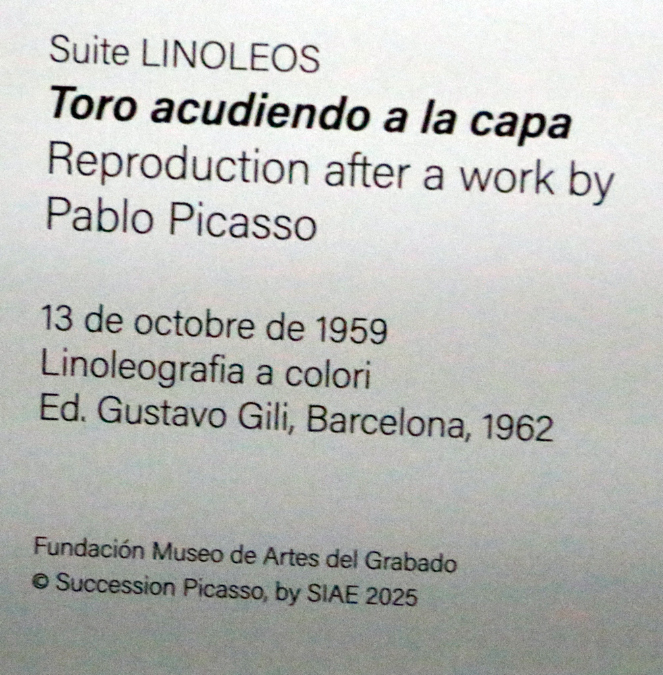 Suite LINOLEOS
Toro acudiendo a la capa
Reproduction after a work by
Pablo Picasso
13 de octobre de 1959
Linoleografia a colori
Ed. Gustavo Gili, Barcelona, 1962
Fundación Museo de Artes del Grabado
© Succession Picasso, by SIAE 2025